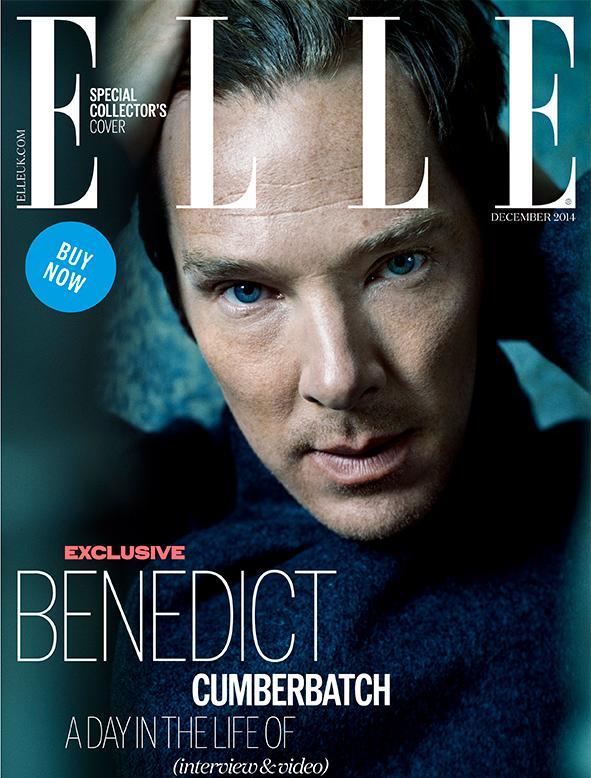 ELLE
SPECIAL
COLLECTOR'S
COVER
ELLEUK.COM
DECEMBER 2014
BUY
NOW
EXCLUSIVE
BENEDICT
CUMBERBATCH
A DAY IN THE LIFE OF
(interview & video)